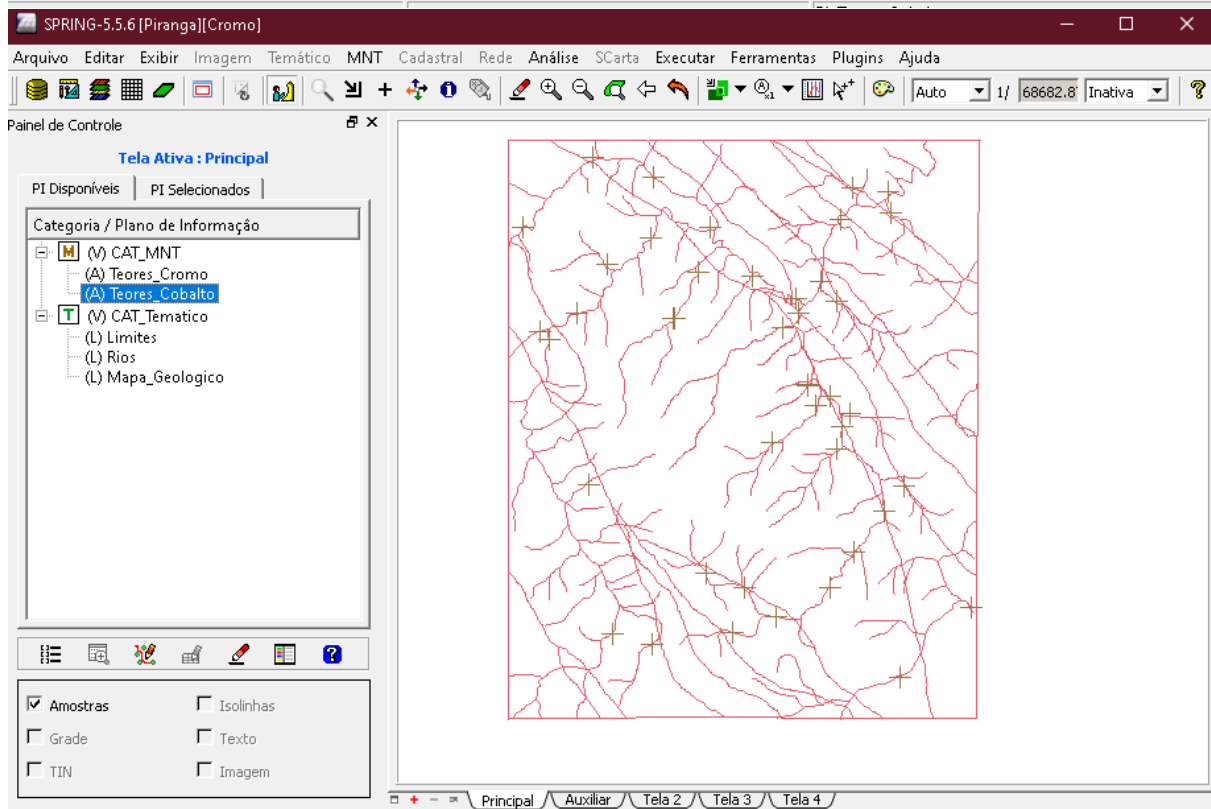 SPRING-5.5.6 [Piranga][Cromo]
Arquivo Editar Exibir Imagem Temático MNT Cadastral Rede Análise SCarta Executar Ferramentas Plugins Ajuda
Auto 1/ 68682.8 Inativa
Painel de Controle
Tela Ativa : Principal
PI Disponíveis PI Selecionados
Categoria / Plano de Informação
M (V) CAT_MNT
(A) Teores_Cromo
(A) Teores_Cobalto
T (V) CAT_Tematico
(L) Limites
(L) Rios
(L) Mapa_Geologico
Amostras Isolinhas
Grade Texto
TIN Imagem
Principal Auxiliar Tela 2 Tela 3 Tela 4